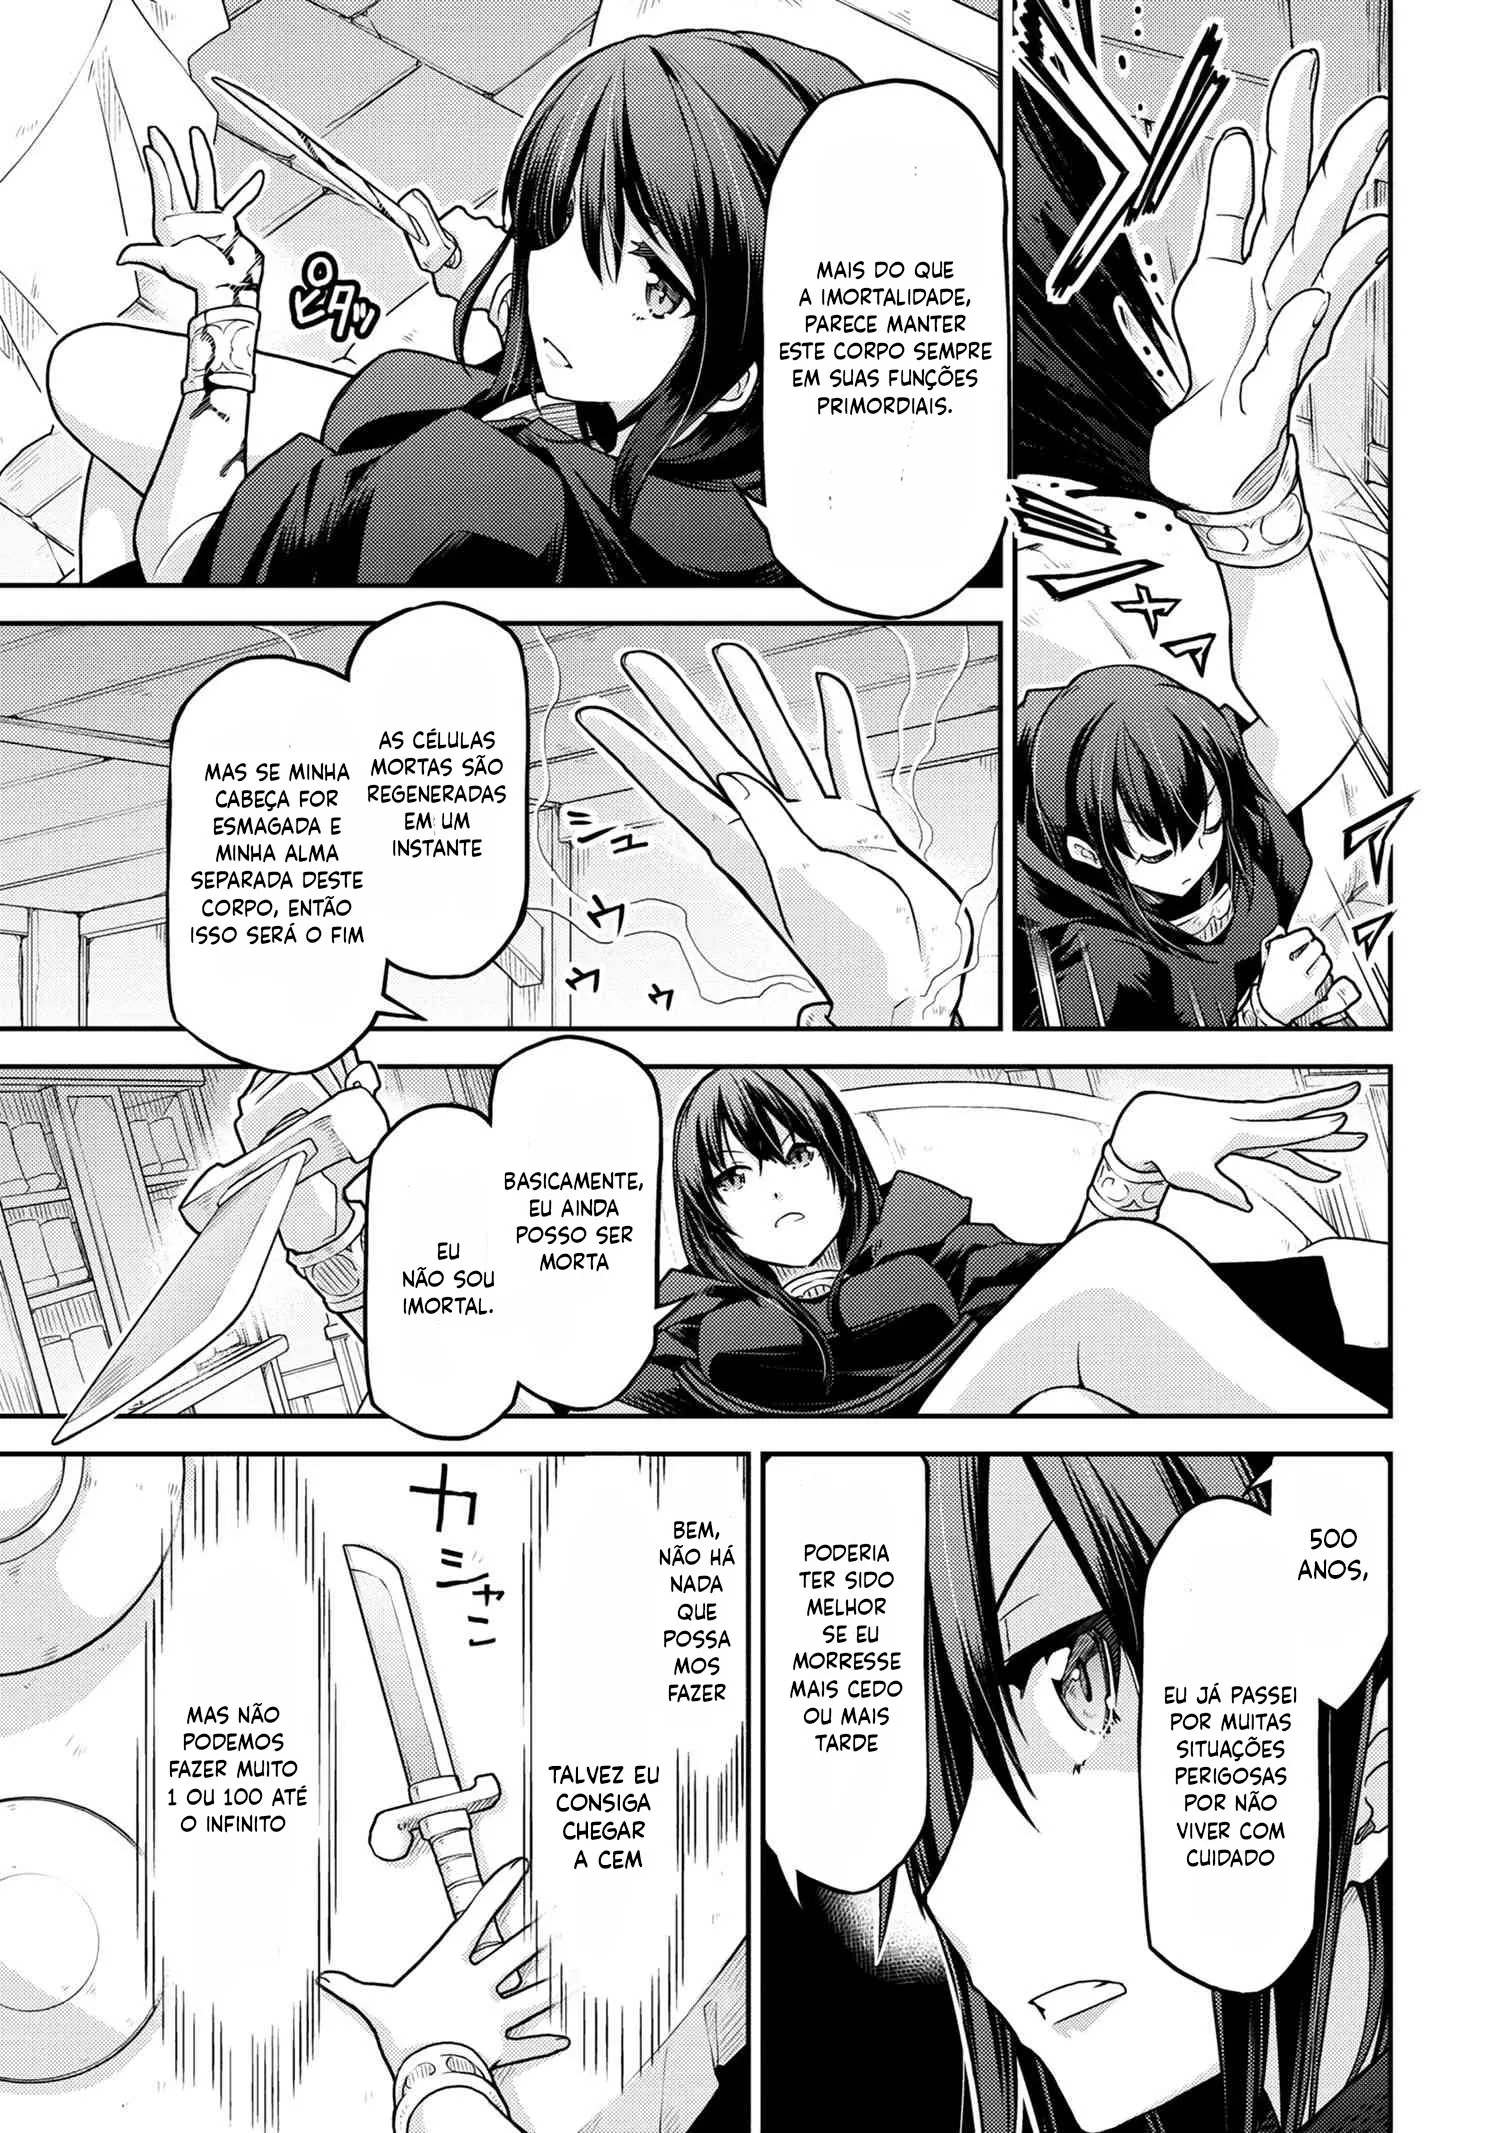 MAIS DO QUE
A IMORTALIDADE,
PARECE MANTER
ESTE CORPO SEMPRE
EM SUAS FUNÇÕES
PRIMORDIAIS.
ピタッ
AS CÉLULAS
MORTAS SÃO
REGENERADAS
EM UM
INSTANTE
MAS SE MINHA
CABEÇA FOR
ESMAGADA E
MINHA ALMA
SEPARADA DESTE
CORPO, ENTÃO
ISSO SERÁ O FIM
シュウ
ウウ
BASICAMENTE,
EU AINDA
POSSO SER
MORTA
EU
NÃO SOU
IMORTAL.
500
ANOS,
EU JÁ PASSEI
POR MUITAS
SITUAÇÕES
PERIGOSAS
POR NÃO
VIVER COM
CUIDADO
PODERIA
TER SIDO
MELHOR
SE EU
MORRESSE
MAIS CEDO
OU MAIS
TARDE
BEM,
NÃO HÁ
NADA
QUE
POSSA
MOS
FAZER
TALVEZ EU
CONSIGA
CHEGAR
A CEM
カシャン
MAS NÃO
PODEMOS
FAZER MUITO
1 OU 100 ATÉ
O INFINITO